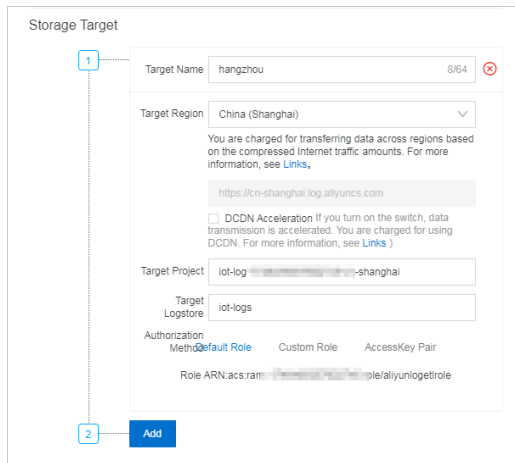 Storage Target
1
Target Name
hangzhou
8/64
Target Region
China (Shanghai)
You are charged for transferring data across regions based
on the compressed Internet traffic amounts. For more
information, see Links。
https://cn-shanghai.log.aliyuncs.com
DCDN Acceleration If you turn on the switch, data
transmission is accelerated. You are charged for using
DCDN. For more information, see Links )
Target Project
iot-log -shanghai
Target
Logstore
iot-logs
Authorization
Method
Default Role
Custom Role
AccessKey Pair
Role ARN:acs:ram ole/aliyunlogetlrole
2
Add